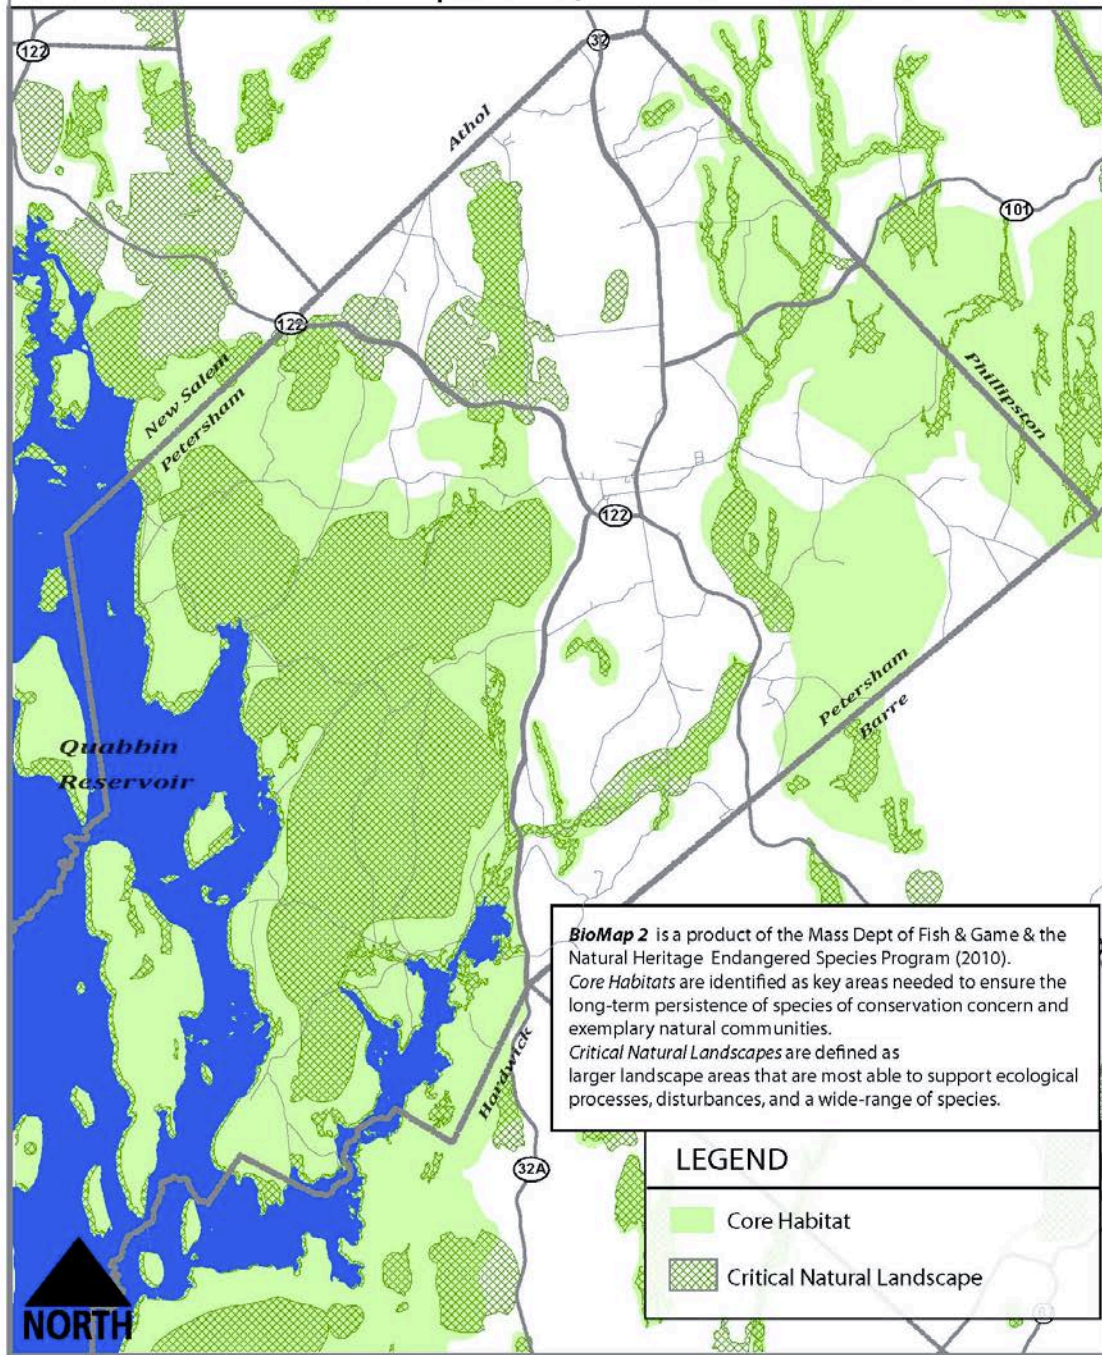 32
122
Athol
101
122
New Salem
Petersham
Phillipston
122
Petersham
Barre
Quabbin
Reservoir
BioMap 2 is a product of the Mass Dept of Fish & Game & the
Natural Heritage Endangered Species Program (2010).
Core Habitats are identified as key areas needed to ensure the
long-term persistence of species of conservation concern and
exemplary natural communities.
Critical Natural Landscapes are defined as
larger landscape areas that are most able to support ecological
processes, disturbances, and a wide-range of species.
Hardwick
32A
LEGEND
Core Habitat
Critical Natural Landscape
NORTH